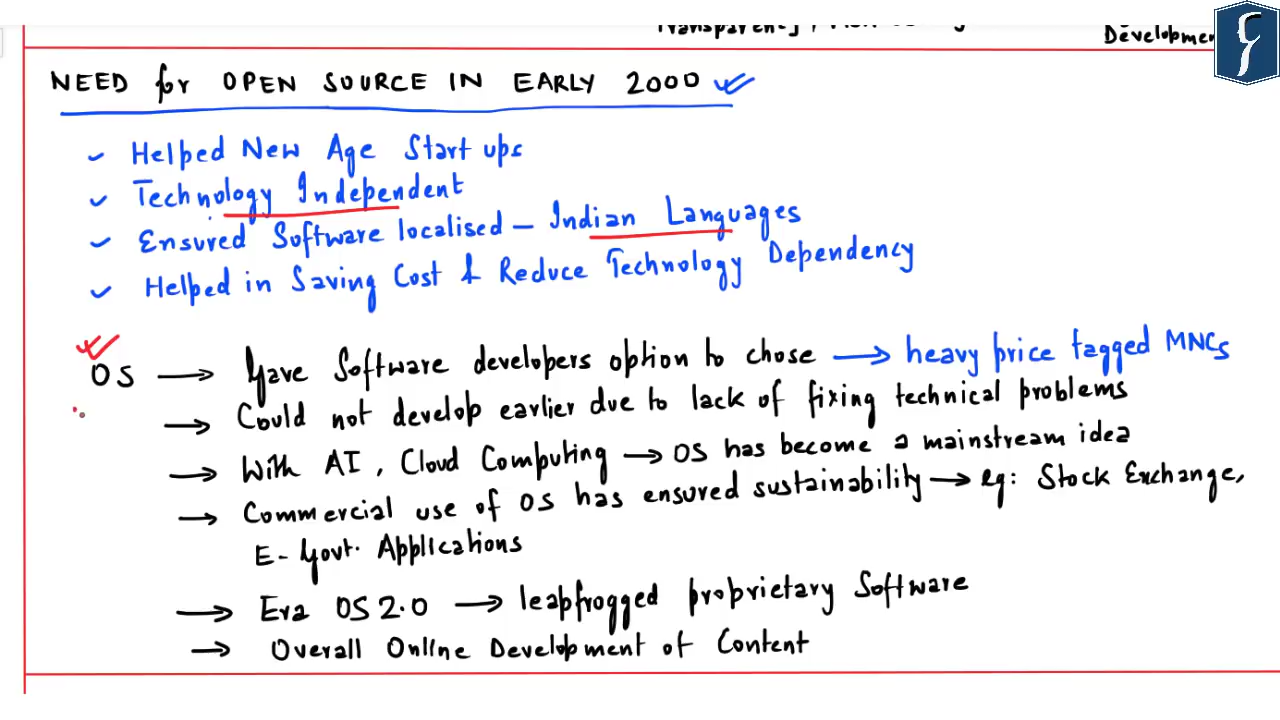 Transparency
Developmen
NEED for OPEN SOURCE IN EARLY 2000
Helped New Age Start ups
Technology Independent
Ensured Software localised – Indian Languages
Helped in Saving Cost & Reduce Technology Dependency
OS → Gave Software developers option to chose → heavy price tagged MNCs
→ Could not develop earlier due to lack of fixing technical problems
→ With AI, Cloud Computing → OS has become a mainstream idea
→ Commercial use of OS has ensured sustainability → eg: Stock Exchange,
E- Govt. Applications
→ Era OS 2.0 → leapfrogged proprietary Software
→ Overall Online Development of Content